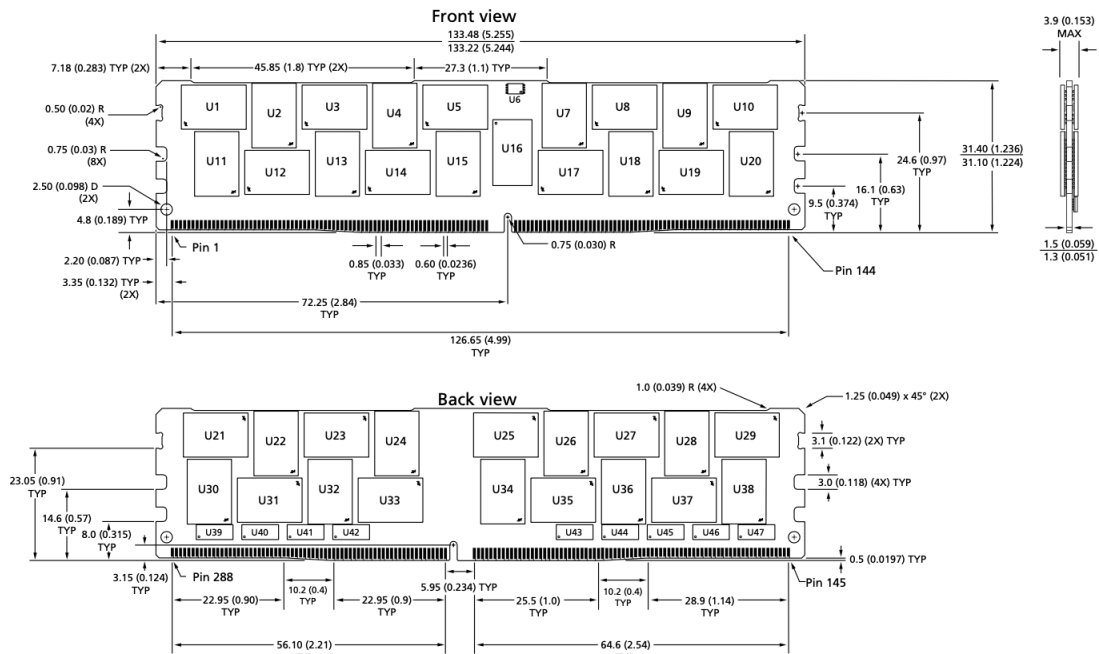 Front view
133.48 (5.255)
133.22 (5.244)
3.9 (0.153)
MAX
7.18 (0.283) TYP (2X)
45.85 (1.8) TYP (2X)
27.3 (1.1) TYP
U1
U2
U3
U4
U5
U6
U7
U8
U9
U10
0.50 (0.02) R
(4X)
0.75 (0.03) R
(8X)
U11
U12
U13
U14
U15
U16
U17
U18
U19
U20
31.40 (1.236)
31.10 (1.224)
24.6 (0.97)
TYP
16.1 (0.63)
TYP
9.5 (0.374)
TYP
2.50 (0.098) D
(2X)
4.8 (0.189) TYP
Pin 1
0.75 (0.030) R
1.5 (0.059)
1.3 (0.051)
2.20 (0.087) TYP
0.85 (0.033)
TYP
0.60 (0.0236)
TYP
Pin 144
3.35 (0.132) TYP
(2X)
72.25 (2.84)
TYP
126.65 (4.99)
TYP
Back view
1.0 (0.039) R (4X)
1.25 (0.049) x 45° (2X)
U21
U22
U23
U24
U25
U26
U27
U28
U29
3.1 (0.122) (2X) TYP
23.05 (0.91)
TYP
U30
U31
U32
U33
U34
U35
U36
U37
U38
3.0 (0.118) (4X) TYP
14.6 (0.57)
TYP
8.0 (0.315)
TYP
U39
U40
U41
U42
U43
U44
U45
U46
U47
0.5 (0.0197) TYP
3.15 (0.124)
TYP
Pin 288
5.95 (0.234) TYP
Pin 145
22.95 (0.90)
TYP
10.2 (0.4)
TYP
22.95 (0.9)
TYP
25.5 (1.0)
TYP
10.2 (0.4)
TYP
28.9 (1.14)
TYP
56.10 (2.21)
64.6 (2.54)